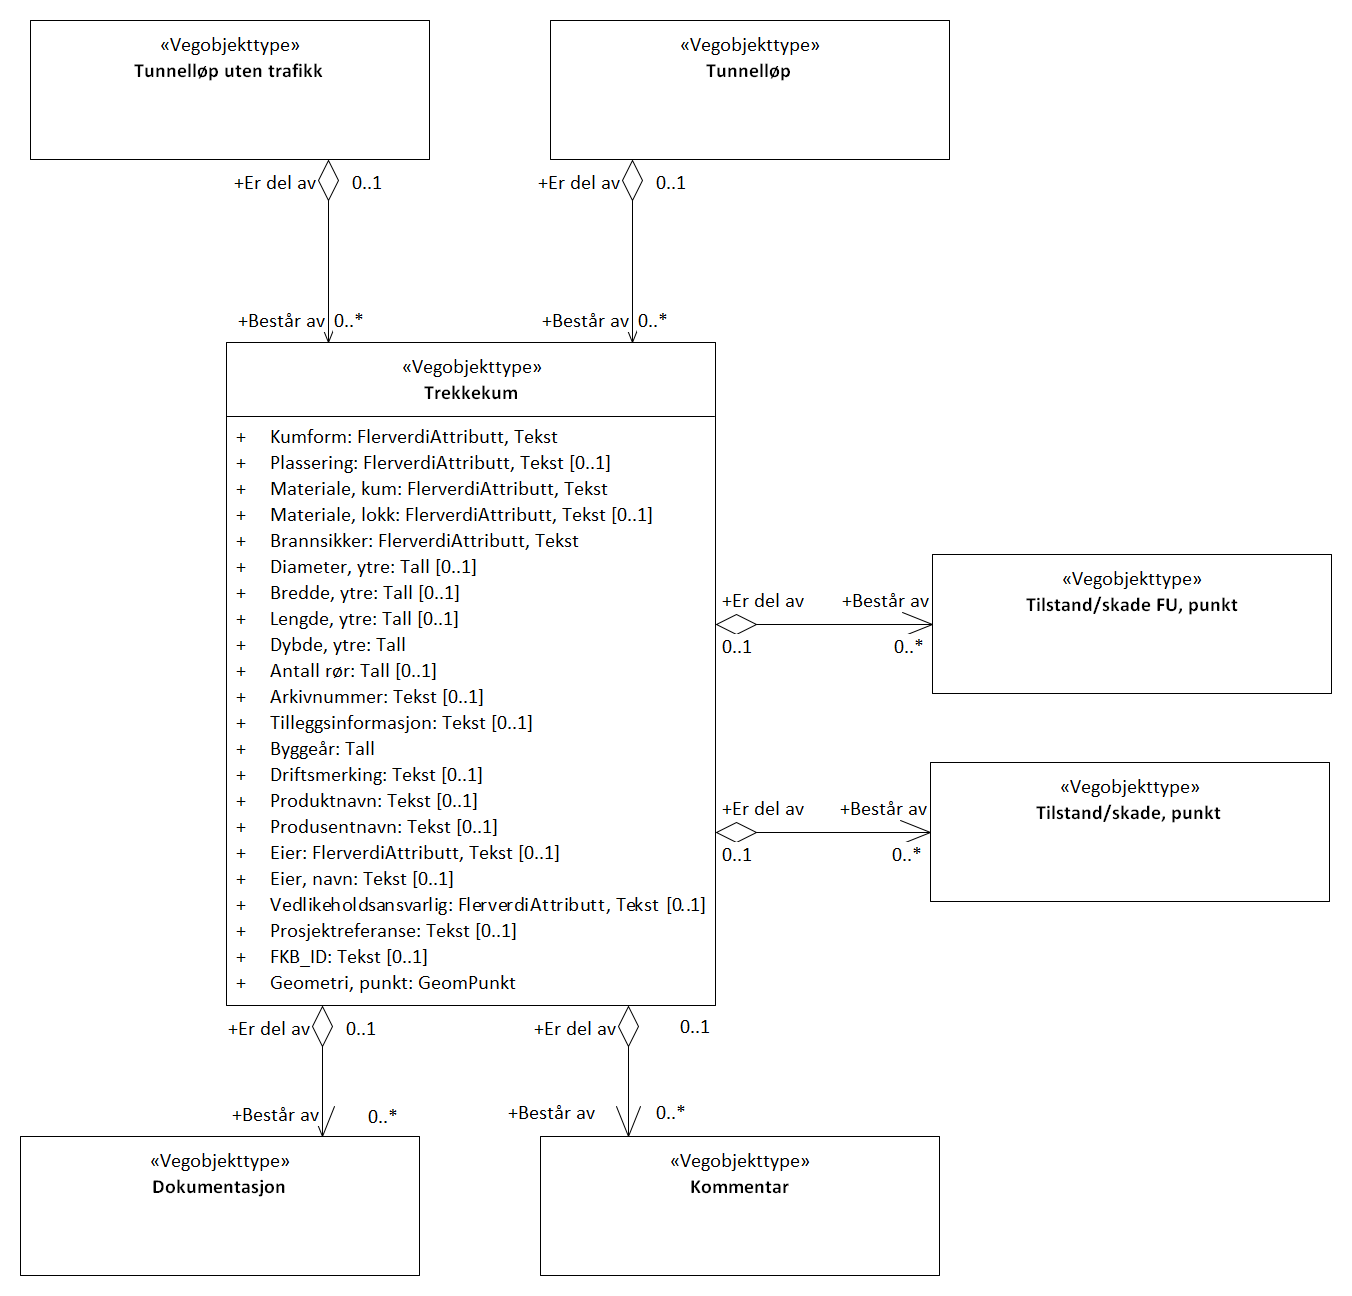 «Vegobjekttype»
Tunnelløp uten trafikk
«Vegobjekttype»
Tunnelløp
+Er del av 0..1
+Er del av 0..1
+Består av 0..*
+Består av 0..*
«Vegobjekttype»
Trekkekum
+ Kumform: FlerverdiAttributt, Tekst
+ Plassering: FlerverdiAttributt, Tekst [0..1]
+ Materiale, kum: FlerverdiAttributt, Tekst
+ Materiale, lokk: FlerverdiAttributt, Tekst [0..1]
+ Brannsikker: FlerverdiAttributt, Tekst
+ Diameter, ytre: Tall [0..1]
+ Bredde, ytre: Tall [0..1]
+ Lengde, ytre: Tall [0..1]
+ Dybde, ytre: Tall
+ Antall rør: Tall [0..1]
+ Arkivnummer: Tekst [0..1]
+ Tilleggsinformasjon: Tekst [0..1]
+ Byggeår: Tall
+ Driftsmerking: Tekst [0..1]
+ Produktnavn: Tekst [0..1]
+ Produsentnavn: Tekst [0..1]
+ Eier: FlerverdiAttributt, Tekst [0..1]
+ Eier, navn: Tekst [0..1]
+ Vedlikeholdsansvarlig: FlerverdiAttributt, Tekst [0..1]
+ Prosjektreferanse: Tekst [0..1]
+ FKB_ID: Tekst [0..1]
+ Geometri, punkt: GeomPunkt
+Er del av +Består av
0..1 0..*
«Vegobjekttype»
Tilstand/skade FU, punkt
+Er del av +Består av
0..1 0..*
«Vegobjekttype»
Tilstand/skade, punkt
+Er del av 0..1
+Er del av 0..1
+Består av 0..*
+Består av 0..*
«Vegobjekttype»
Dokumentasjon
«Vegobjekttype»
Kommentar